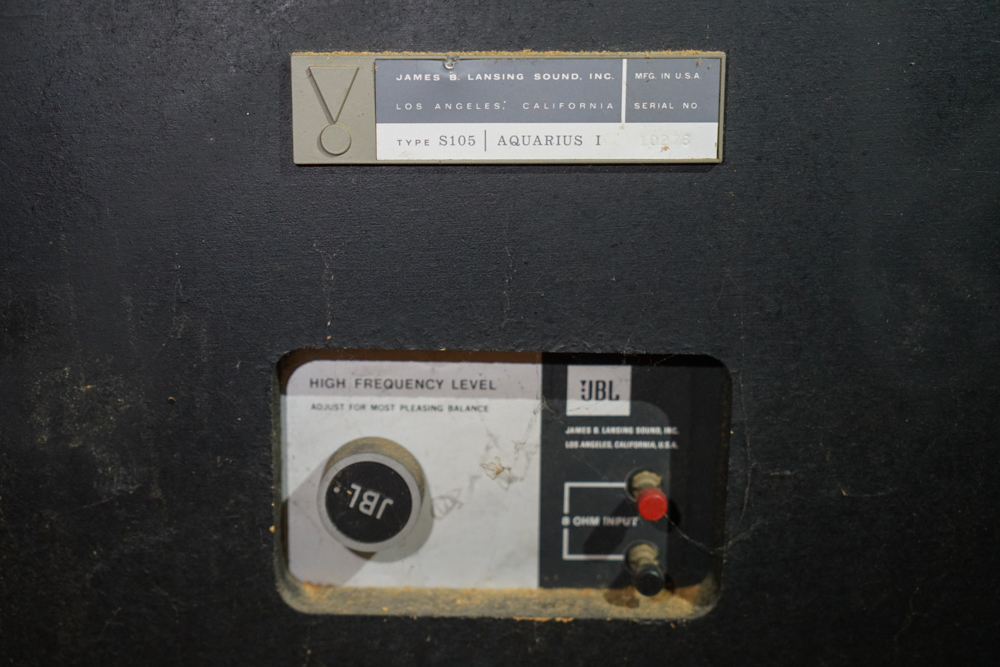 JAMES B. LANSING SOUND, INC.
LOS ANGELES, CALIFORNIA
MFG. IN U.S.A.
SERIAL NO
TYPE S105 | AQUARIUS I
HIGH FREQUENCY LEVEL
ADJUST FOR MOST PLEASING BALANCE
JBL
JBL
JAMES B. LANSING SOUND, INC.
LOS ANGELES, CALIFORNIA, U.S.A.
8 OHM INPUT